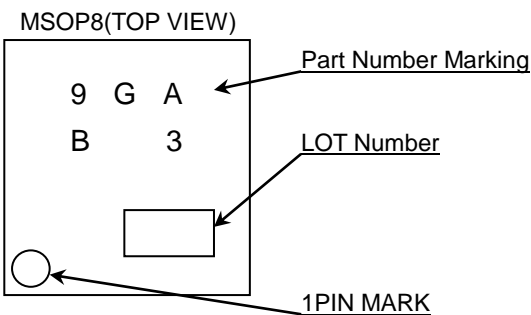 MSOP8(TOP VIEW)
Part Number Marking
9 G A
B 3
LOT Number
1PIN MARK